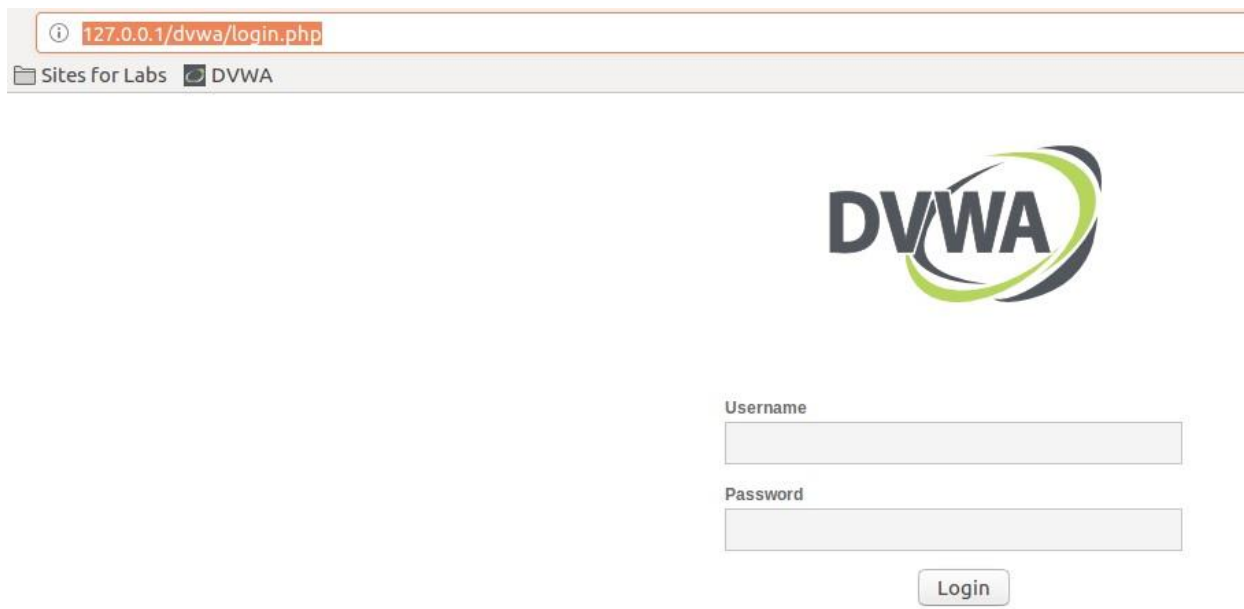 127.0.0.1/dvwa/login.php
Sites for Labs DVWA
DVWA
Username
Password
Login